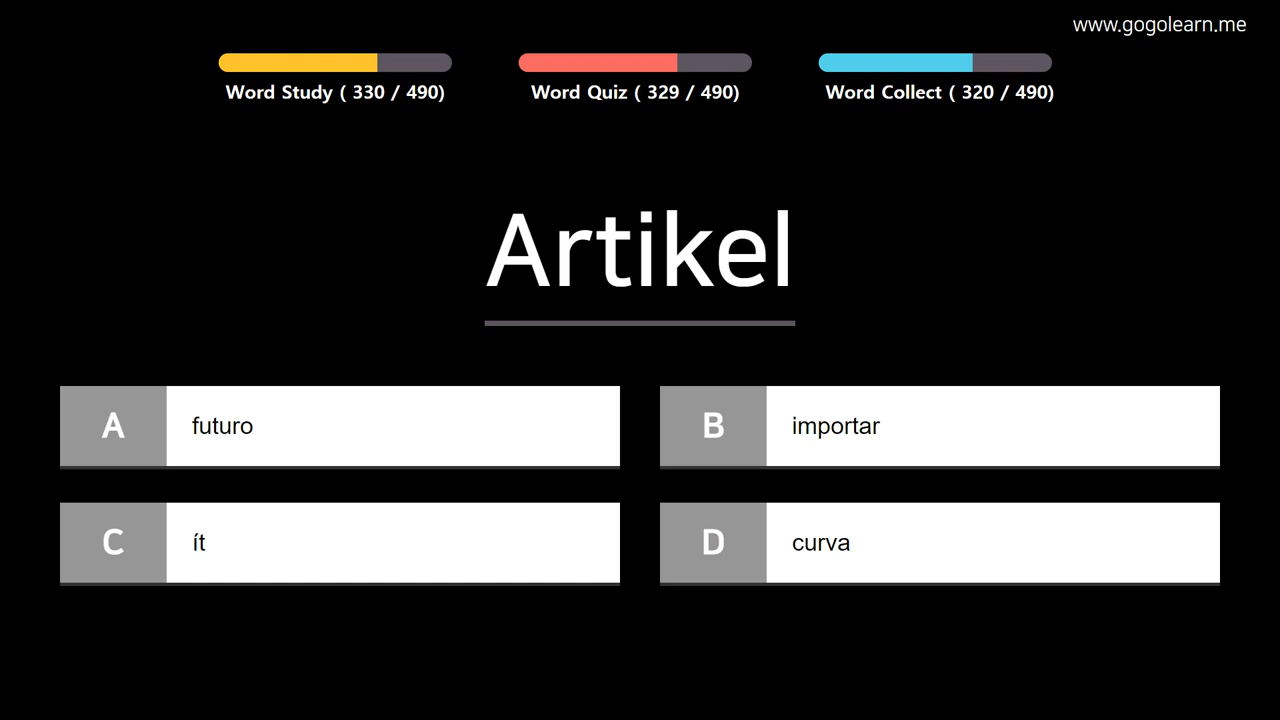 www.gogolearn.me
Word Study ( 330 / 490)
Word Quiz ( 329 / 490)
Word Collect ( 320 / 490)
Artikel
A futuro
B importar
C ít
D curva